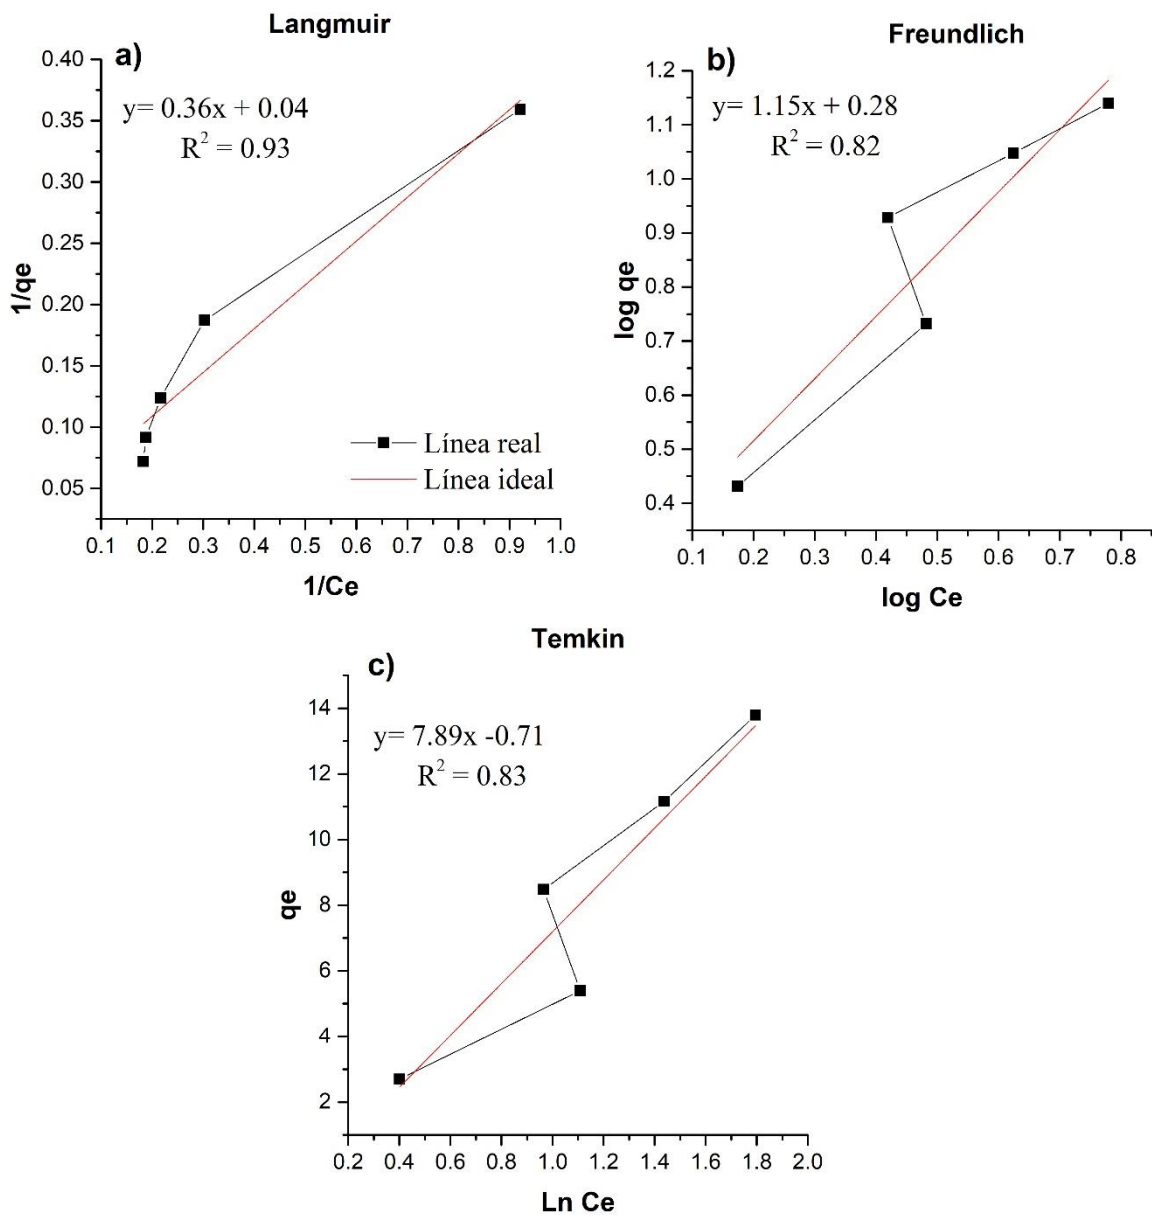 Langmuir
a)
y= 0.36x + 0.04
R² = 0.93
0.40
0.35
0.30
0.25
0.20
0.15
0.10
0.05
1/qe
Línea real
Línea ideal
0.1 0.2 0.3 0.4 0.5 0.6 0.7 0.8 0.9 1.0
1/Ce
Freundlich
b)
y= 1.15x + 0.28
R² = 0.82
1.2
1.1
1.0
0.9
0.8
0.7
0.6
0.5
0.4
log qe
0.1 0.2 0.3 0.4 0.5 0.6 0.7 0.8
log Ce
Temkin
c)
y= 7.89x -0.71
R² = 0.83
14
12
10
8
6
4
2
qe
0.2 0.4 0.6 0.8 1.0 1.2 1.4 1.6 1.8 2.0
Ln Ce